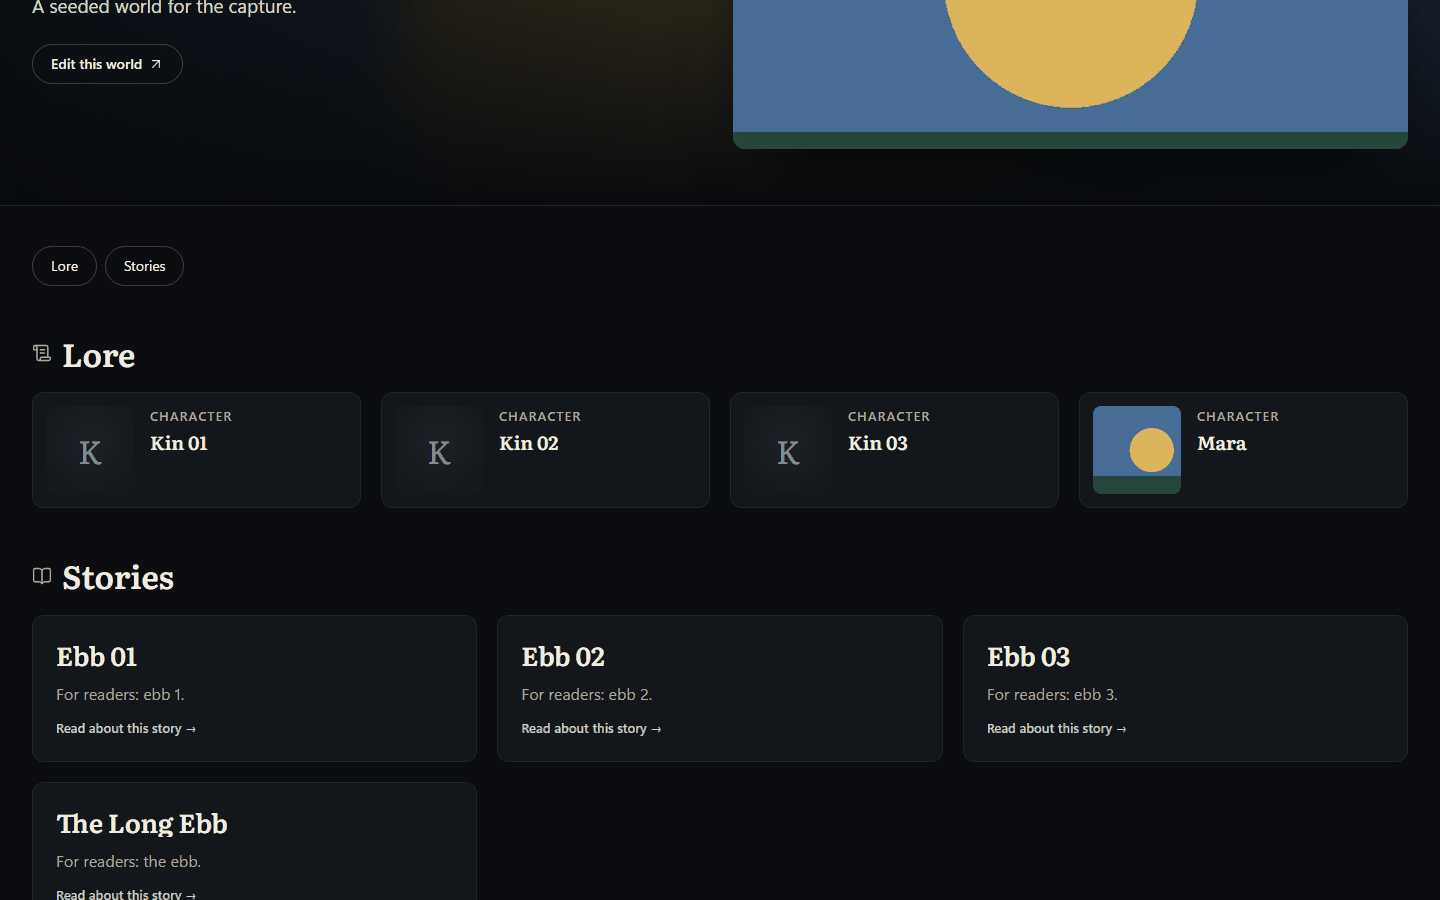 A seeded world for the capture.
Edit this world
Lore
Stories
Lore
K
CHARACTER
Kin 01
K
CHARACTER
Kin 02
K
CHARACTER
Kin 03
CHARACTER
Mara
Stories
Ebb 01
For readers: ebb 1.
Read about this story →
Ebb 02
For readers: ebb 2.
Read about this story →
Ebb 03
For readers: ebb 3.
Read about this story →
The Long Ebb
For readers: the ebb.
Read about this story →